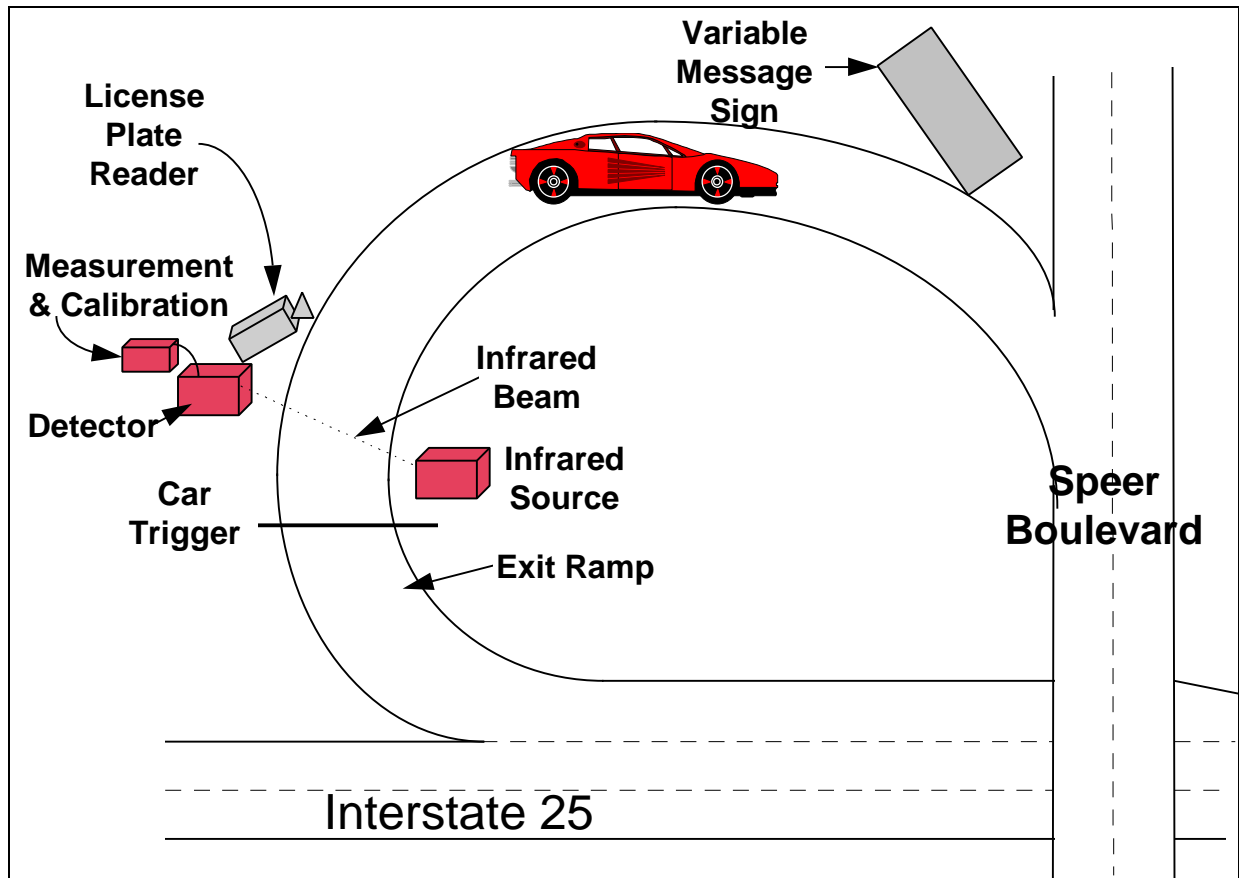 Variable
Message
Sign
License
Plate
Reader
Measurement
& Calibration
Infrared
Beam
Detector
Infrared
Source
Car
Trigger
Speer
Boulevard
Exit Ramp
Interstate 25